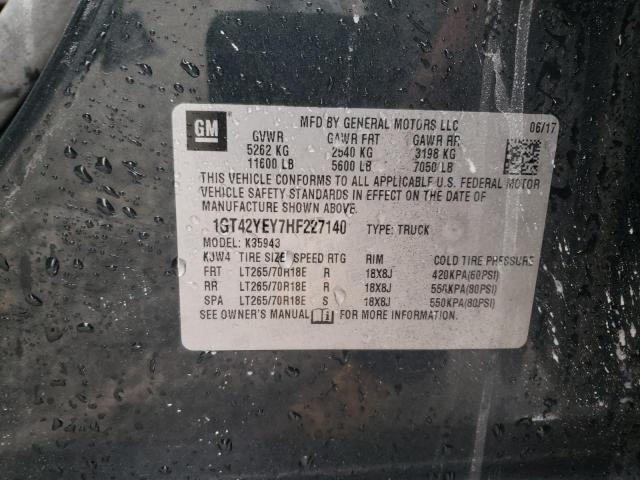 GM
MFD BY GENERAL MOTORS LLC 06/17
GVWR GAWR FRT GAWR RR
5262 KG 2540 KG 3198 KG
11600 LB 5600 LB 7050 LB
THIS VEHICLE CONFORMS TO ALL APPLICABLE U.S. FEDERAL MOTOR
VEHICLE SAFETY STANDARDS IN EFFECT ON THE DATE OF
MANUFACTURE SHOWN ABOVE.
1GT42YEY7HF227140 TYPE: TRUCK
MODEL: K35943
K3W4 TIRE SIZE SPEED RTG RIM COLD TIRE PRESSURE
FRT LT265/70R18E R 18X8J 420KPA(60PSI)
RR LT265/70R18E R 18X8J 550KPA(80PSI)
SPA LT265/70R18E S 18X8J 550KPA(80PSI)
SEE OWNER'S MANUAL FOR ADDITIONAL INFORMATION.